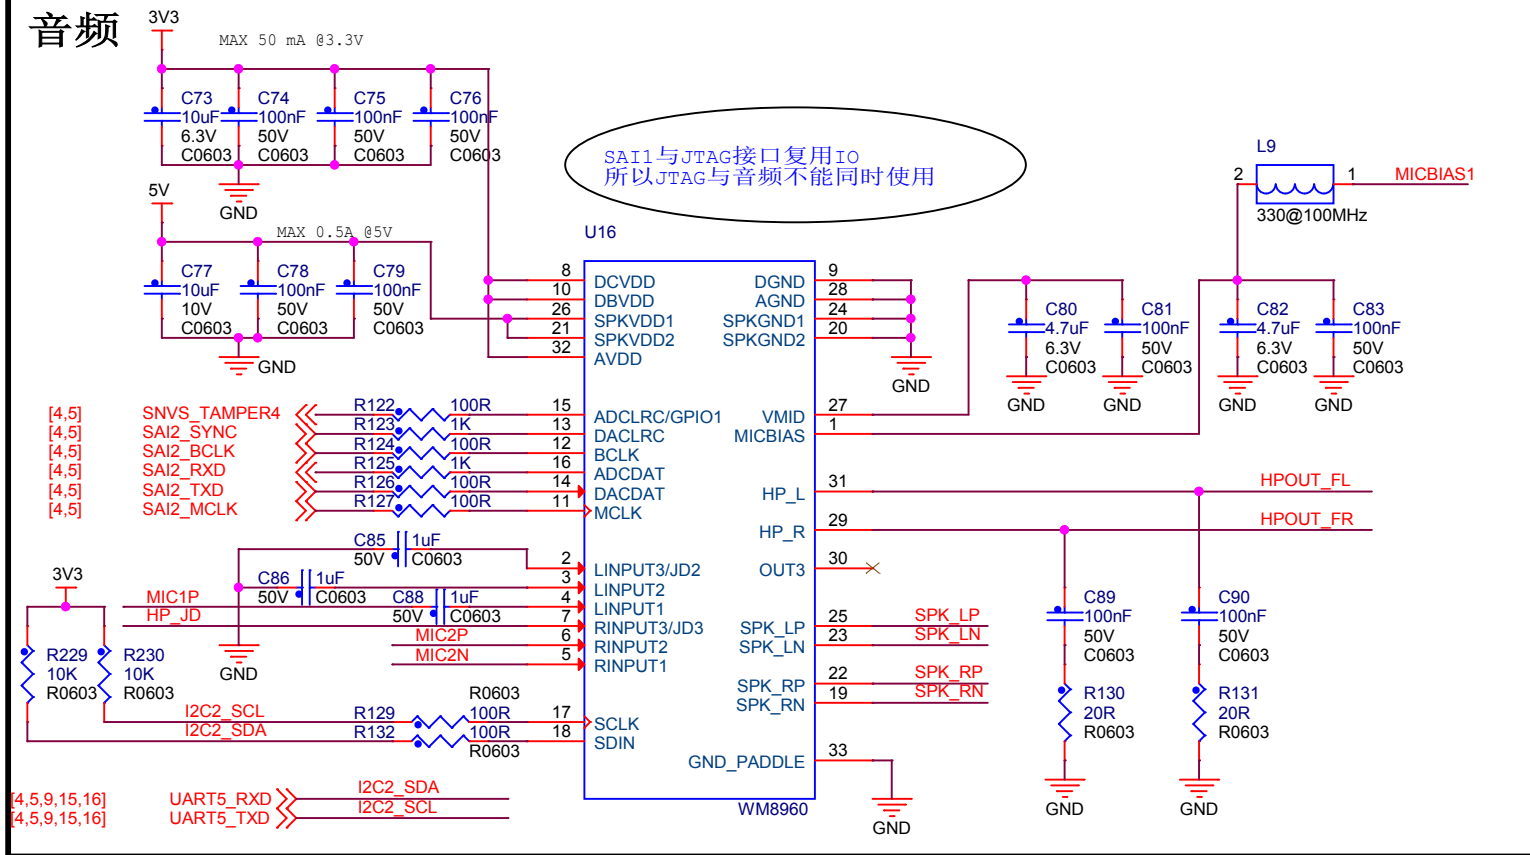 音频
3V3
MAX 50 mA @3.3V
C73
10uF
6.3V
C0603
C74
100nF
50V
C0603
C75
100nF
50V
C0603
C76
100nF
50V
C0603
GND
SAI1与JTAG接口复用IO
所以JTAG与音频不能同时使用
L9
2
1
MICBIAS1
330@100MHz
5V
MAX 0.5A @5V
C77
10uF
10V
C0603
C78
100nF
50V
C0603
C79
100nF
50V
C0603
GND
U16
8 DCVDD
10 DBVDD
26 SPKVDD1
21 SPKVDD2
32 AVDD
DGND 9
AGND 28
SPKGND1 24
SPKGND2 20
GND
C80
4.7uF
6.3V
C0603
GND
C81
100nF
50V
C0603
GND
C82
4.7uF
6.3V
C0603
GND
C83
100nF
50V
C0603
GND
[4,5] SNVS_TAMPER4 R122 100R 15 ADCLRC/GPIO1
[4,5] SAI2_SYNC R123 1K 13 DACLRC
[4,5] SAI2_BCLK R124 100R 12 BCLK
[4,5] SAI2_RXD R125 1K 16 ADCDAT
[4,5] SAI2_TXD R126 100R 14 DACDAT
[4,5] SAI2_MCLK R127 100R 11 MCLK
VMID 27
MICBIAS 1
HP_L 31 HPOUT_FL
HP_R 29 HPOUT_FR
OUT3 30
C85 1uF
50V C0603
C86 1uF
50V C0603
C88 1uF
50V C0603
2 LINPUT3/JD2
3 LINPUT2
MIC1P 4 LINPUT1
HP_JD 7 RINPUT3/JD3
MIC2P 6 RINPUT2
MIC2N 5 RINPUT1
GND
3V3
R229
10K
R0603
R230
10K
R0603
SPK_LP 25 SPK_LP
SPK_LN 23 SPK_LN
SPK_RP 22 SPK_RP
SPK_RN 19 SPK_RN
C89
100nF
50V
C0603
C90
100nF
50V
C0603
R130
20R
R0603
R131
20R
R0603
GND
GND
R0603
I2C2_SCL R129 100R 17 SCLK
I2C2_SDA R132 100R 18 SDIN
R0603
GND_PADDLE 33
GND
WM8960
[4,5,9,15,16] UART5_RXD I2C2_SDA
[4,5,9,15,16] UART5_TXD I2C2_SCL